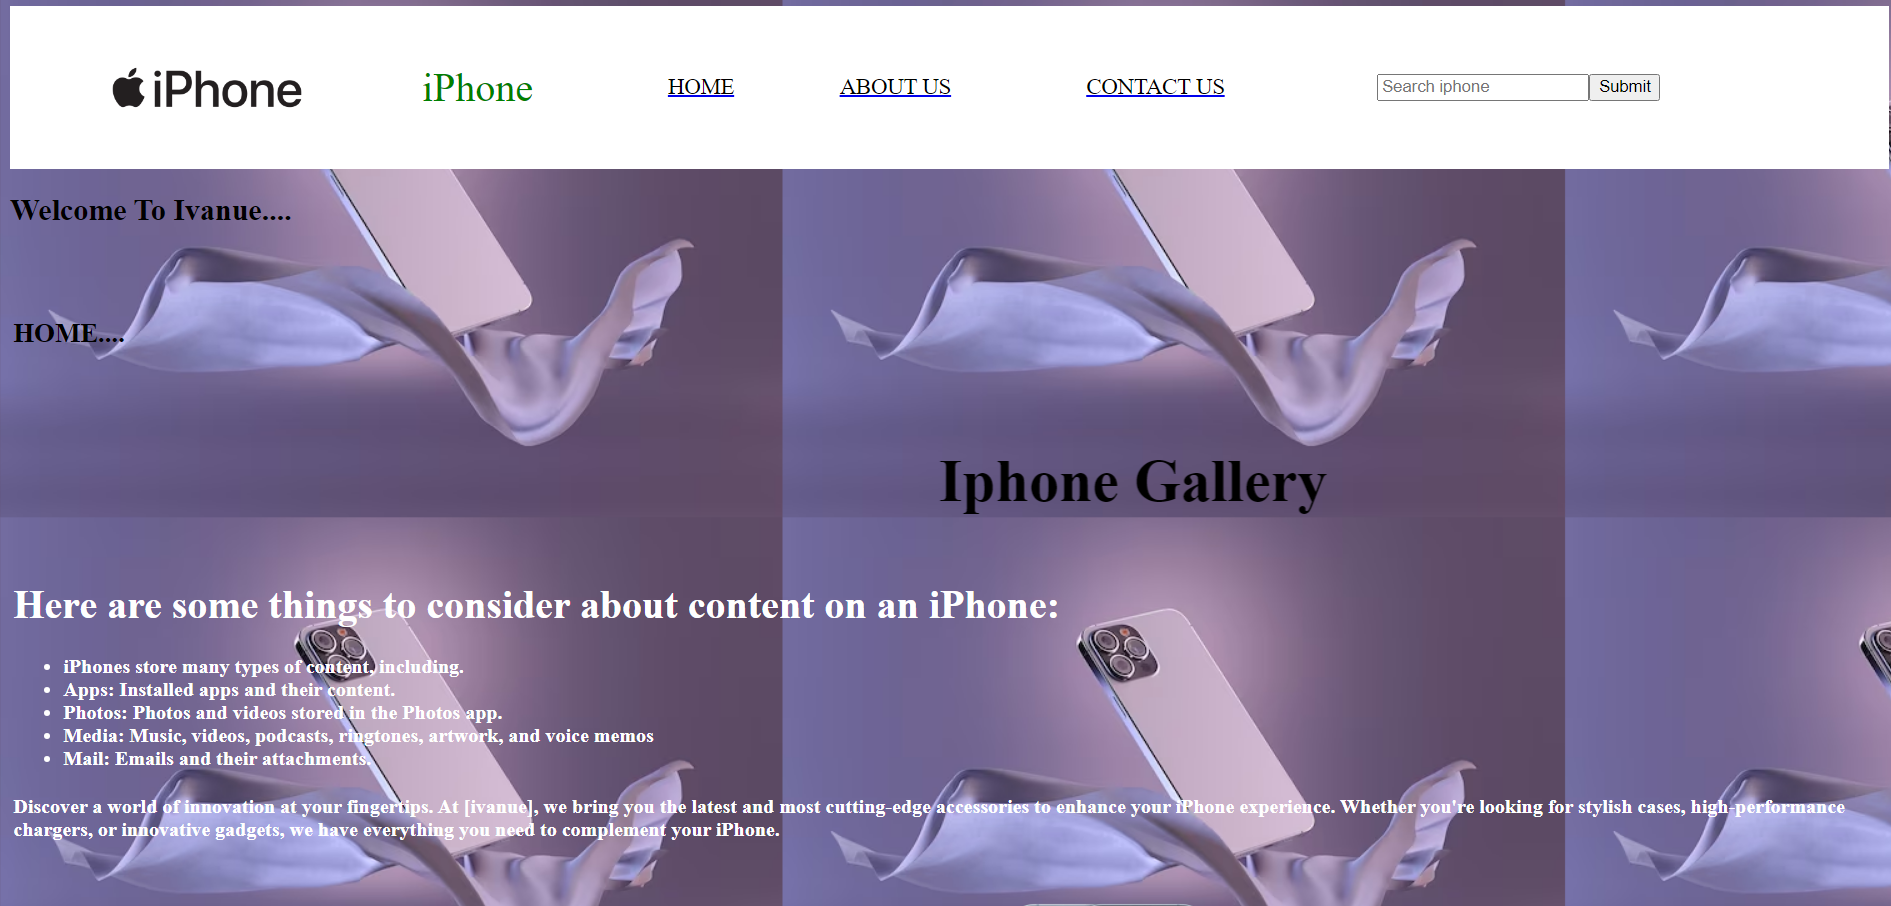 iPhone iPhone HOME ABOUT US CONTACT US Search iphone Submit
Welcome To Ivanue....
HOME....
Iphone Gallery
Here are some things to consider about content on an iPhone:
• iPhones store many types of content, including.
• Apps: Installed apps and their content.
• Photos: Photos and videos stored in the Photos app.
• Media: Music, videos, podcasts, ringtones, artwork, and voice memos
• Mail: Emails and their attachments.
Discover a world of innovation at your fingertips. At [ivanue], we bring you the latest and most cutting-edge accessories to enhance your iPhone experience. Whether you're looking for stylish cases, high-performance
chargers, or innovative gadgets, we have everything you need to complement your iPhone.